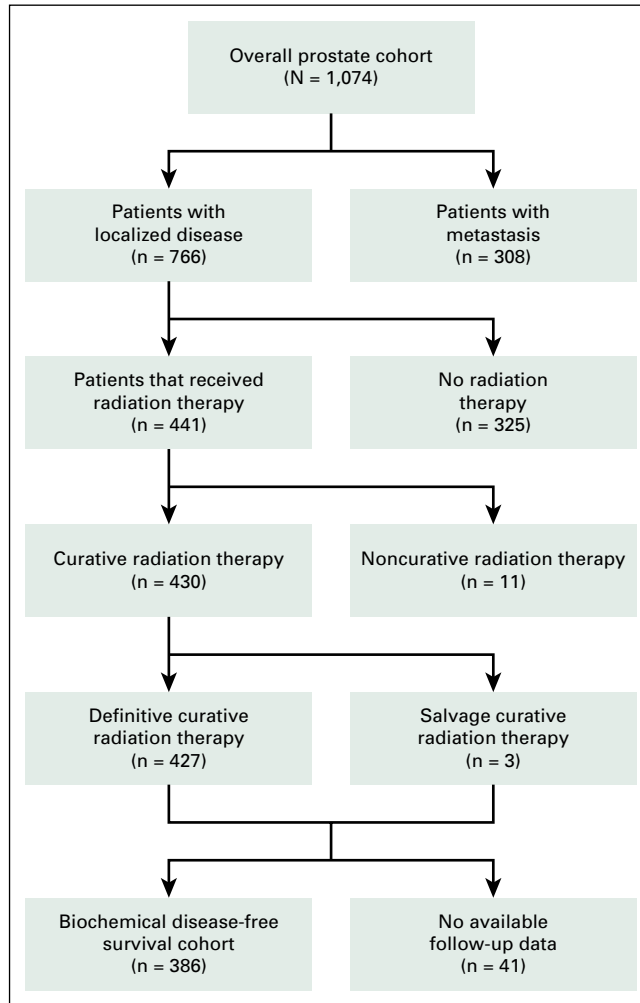 Overall prostate cohort
(N = 1,074)
Patients with
localized disease
(n = 766)
Patients with
metastasis
(n = 308)
Patients that received
radiation therapy
(n = 441)
No radiation
therapy
(n = 325)
Curative radiation therapy
(n = 430)
Noncurative radiation therapy
(n = 11)
Definitive curative
radiation therapy
(n = 427)
Salvage curative
radiation therapy
(n = 3)
Biochemical disease-free
survival cohort
(n = 386)
No available
follow-up data
(n = 41)